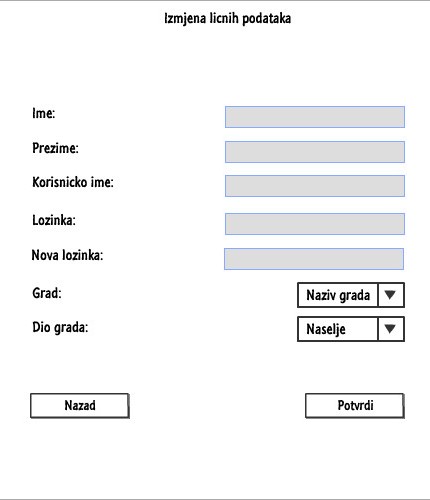 Izmjena licnih podataka
Ime:
Prezime:
Korisnicko ime:
Lozinka:
Nova lozinka:
Grad: Naziv grada
Dio grada: Naselje
Nazad Potvrdi